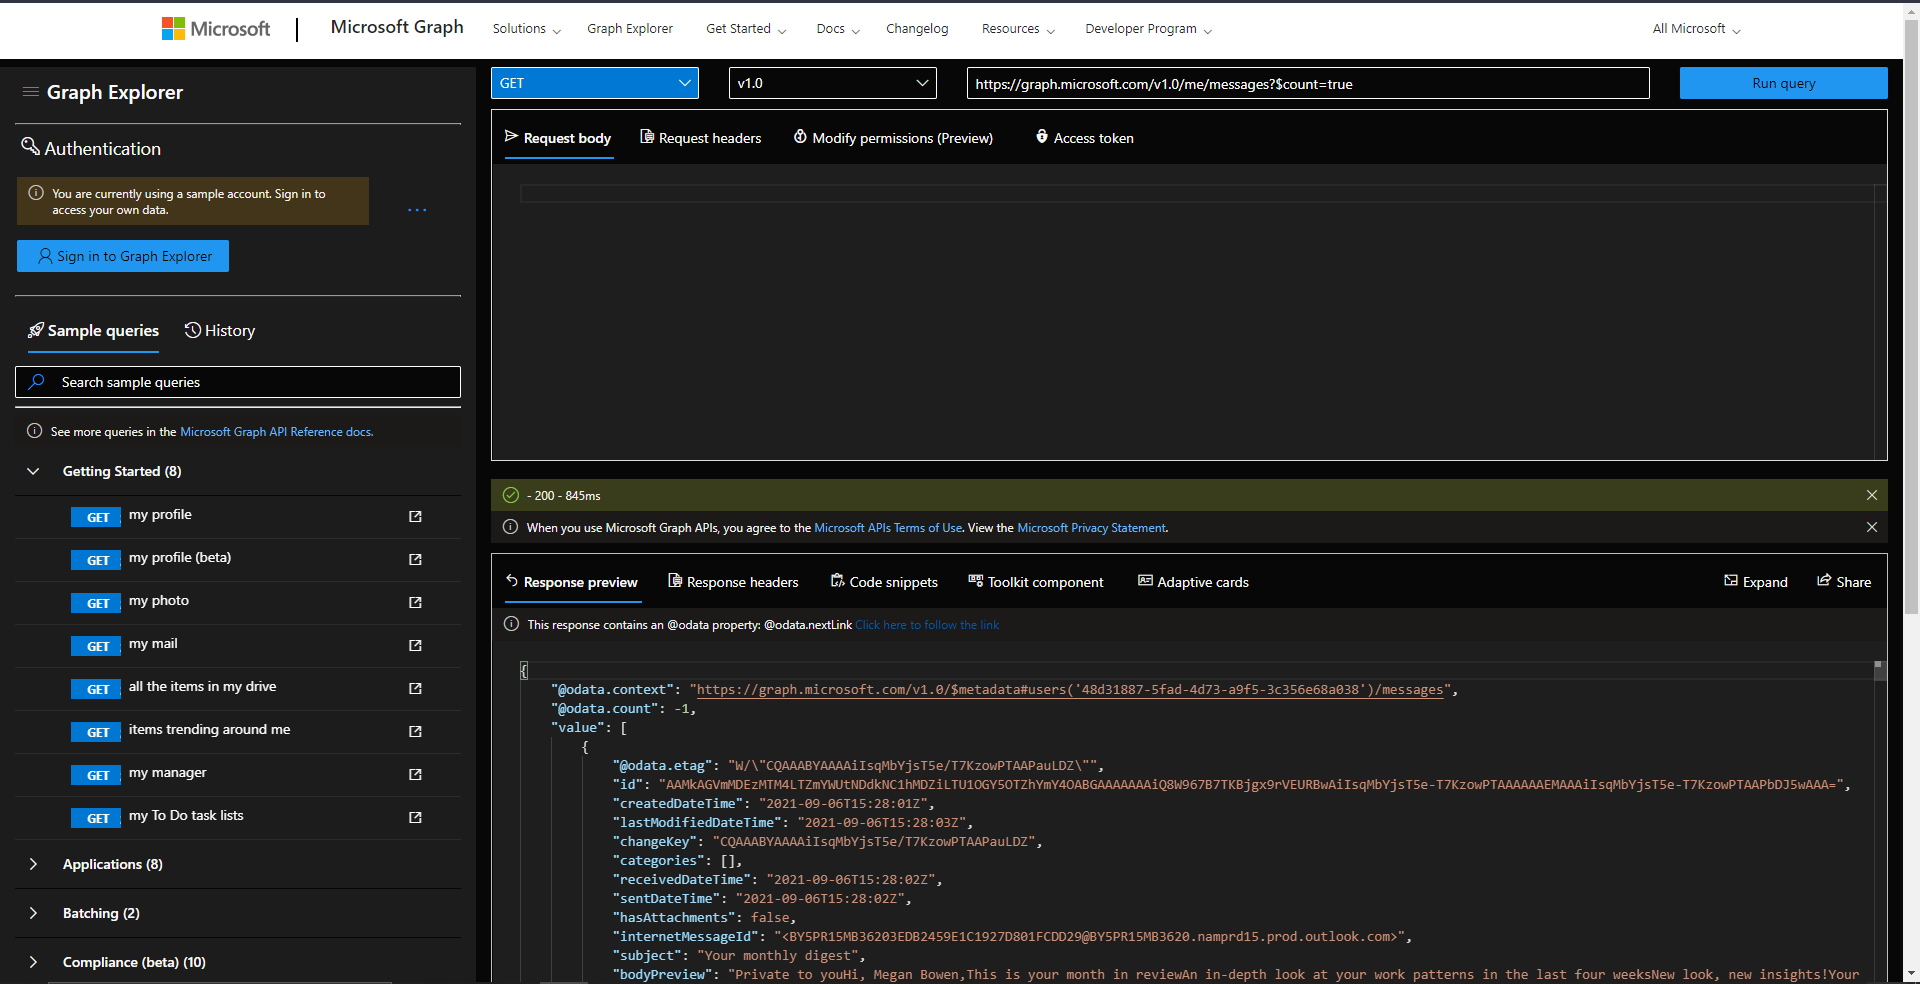 Microsoft | Microsoft Graph Solutions Graph Explorer Get Started Docs Changelog Resources Developer Program All Microsoft
Graph Explorer
Authentication
You are currently using a sample account. Sign in to
access your own data.
...
Sign in to Graph Explorer
Sample queries History
Search sample queries
See more queries in the Microsoft Graph API Reference docs.
Getting Started (8)
GET my profile
GET my profile (beta)
GET my photo
GET my mail
GET all the items in my drive
GET items trending around me
GET my manager
GET my To Do task lists
Applications (8)
Batching (2)
Compliance (beta) (10)
GET v1.0 https://graph.microsoft.com/v1.0/me/messages?$count=true Run query
Request body Request headers Modify permissions (Preview) Access token
- 200 - 845ms
When you use Microsoft Graph APIs, you agree to the Microsoft APIs Terms of Use. View the Microsoft Privacy Statement.
Response preview Response headers Code snippets Toolkit component Adaptive cards Expand Share
This response contains an @odata property: @odata.nextLink Click here to follow the link
{
"@odata.context": "https://graph.microsoft.com/v1.0/$metadata#users('48d31887-5fad-4d73-a9f5-3c356e68a038')/messages",
"@odata.count": -1,
"value": [
{
"@odata.etag": "W/\"CQAAABYAAAAiIsqMbYjsT5e/T7KzowPTAAPauLDZ\"",
"id": "AAMkAGVmMDEzMTM4LTZmYWUtNDdkNC1hMDZiLTU1OGY5OTZhYmY4OABGAAAAAAAiQ8W967B7TKBjgx9rVEURBwAiIsqMbYjsT5e-T7KzowPTAAAAAAEMAAAiIsqMbYjsT5e-T7KzowPTAAPbDJ5wAAA=",
"createdDateTime": "2021-09-06T15:28:01Z",
"lastModifiedDateTime": "2021-09-06T15:28:03Z",
"changeKey": "CQAAABYAAAAiIsqMbYjsT5e/T7KzowPTAAPauLDZ",
"categories": [],
"receivedDateTime": "2021-09-06T15:28:02Z",
"sentDateTime": "2021-09-06T15:28:02Z",
"hasAttachments": false,
"internetMessageId": "<BY5PR15MB36203EDB2459E1C1927D801FCDD29@BY5PR15MB3620.namprd15.prod.outlook.com>",
"subject": "Your monthly digest",
"bodyPreview": "Private to youHi, Megan Bowen,This is your month in reviewAn in-depth look at your work patterns in the last four weeksNew look, new insights!Your